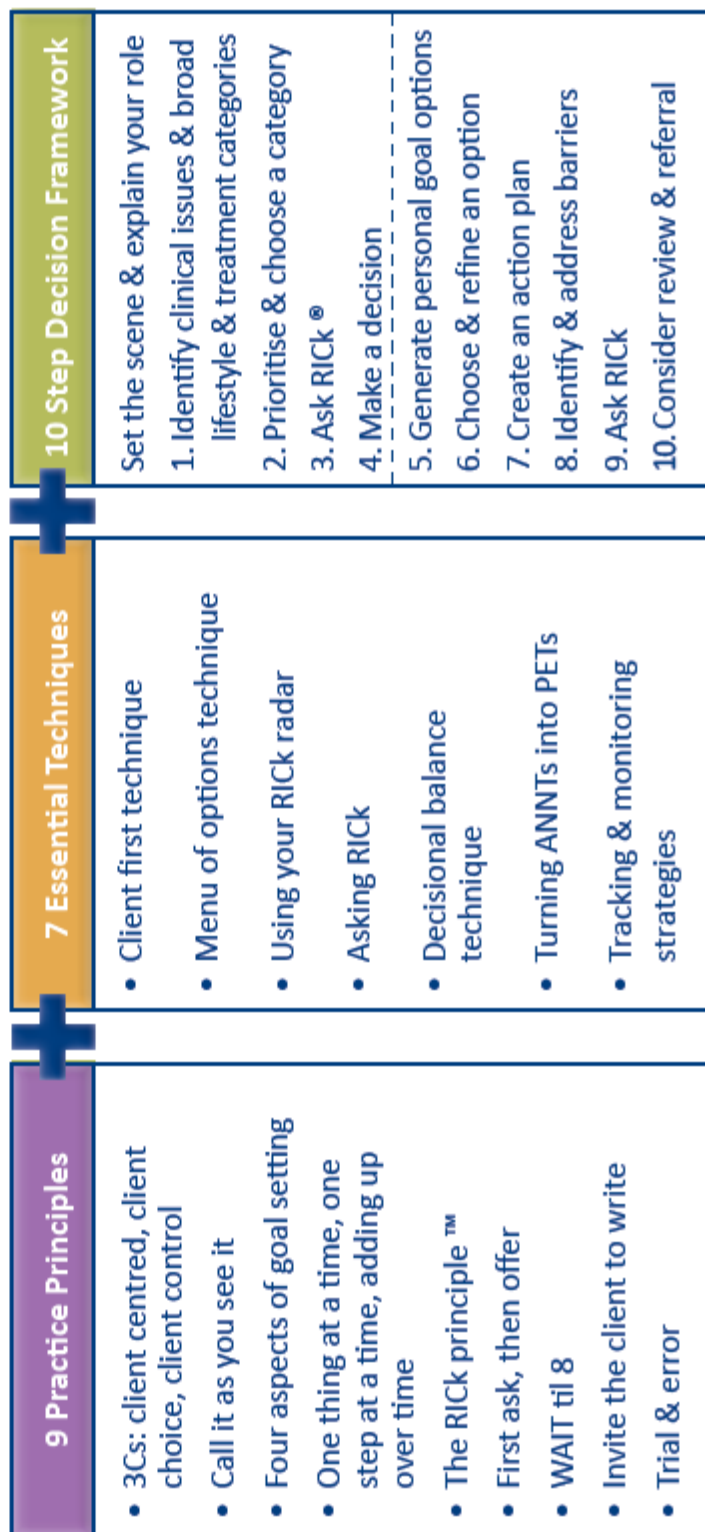 9 Practice Principles
• 3Cs: client centred, client
choice, client control
• Call it as you see it
• Four aspects of goal setting
• One thing at a time, one
step at a time, adding up
over time
• The RICk principle ™
• First ask, then offer
• WAIT til 8
• Invite the client to write
• Trial & error
7 Essential Techniques
• Client first technique
• Menu of options technique
• Using your RICk radar
• Asking RICk
• Decisional balance
technique
• Turning ANNTs into PETs
• Tracking & monitoring
strategies
10 Step Decision Framework
Set the scene & explain your role
1. Identify clinical issues & broad
lifestyle & treatment categories
2. Prioritise & choose a category
3. Ask RICk ®
4. Make a decision
5. Generate personal goal options
6. Choose & refine an option
7. Create an action plan
8. Identify & address barriers
9. Ask RICk
10. Consider review & referral